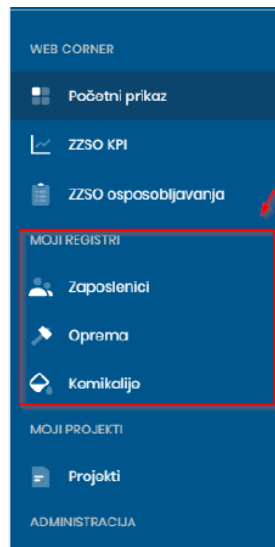 WEB CORNER
Početni prikaz
ZZSO KPI
ZZSO osposobljavanja
MOJI REGISTRI
Zaposlenici
Oprema
Kemikalije
MOJI PROJEKTI
Projekti
ADMINISTRACIJA